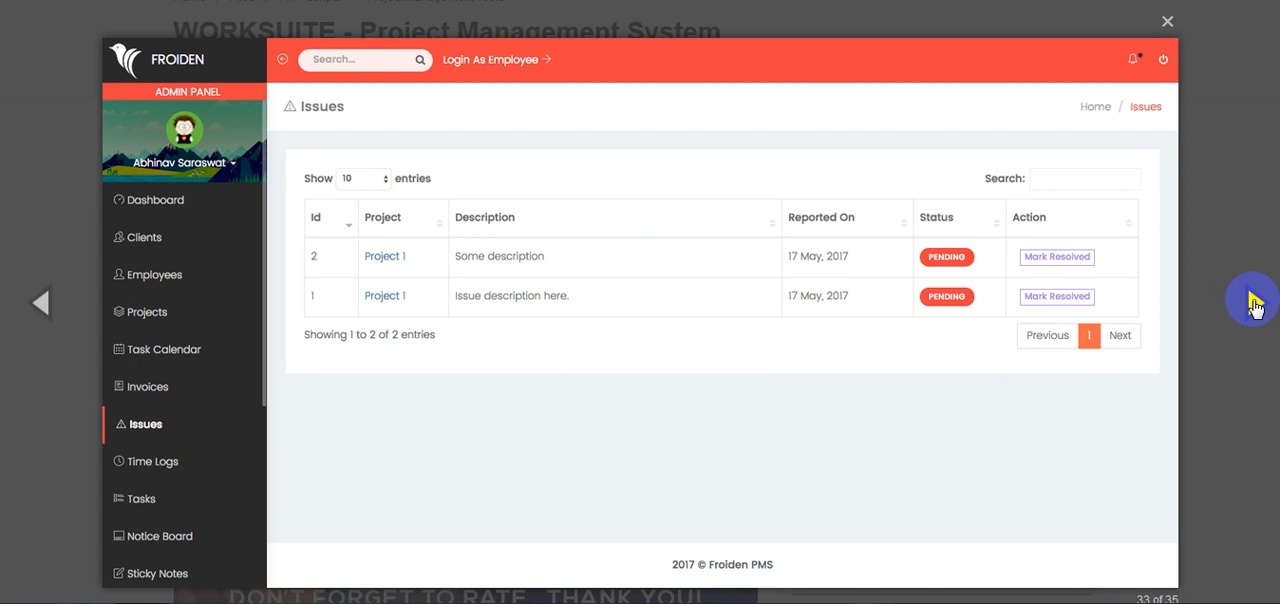 WORKSUITE - Project Management System
FROIDEN
Search...
Login As Employee
ADMIN PANEL
Abhinav Saraswat
Dashboard
Clients
Employees
Projects
Task Calendar
Invoices
Issues
Time Logs
Tasks
Notice Board
Sticky Notes
Issues
Home / Issues
Show 10 entries
Search:
Id Project Description Reported On Status Action
2 Project 1 Some description 17 May, 2017 PENDING Mark Resolved
1 Project 1 Issue description here. 17 May, 2017 PENDING Mark Resolved
Showing 1 to 2 of 2 entries
Previous 1 Next
2017 © Froiden PMS
DON'T FORGET TO RATE THANK YOU!
33 of 35